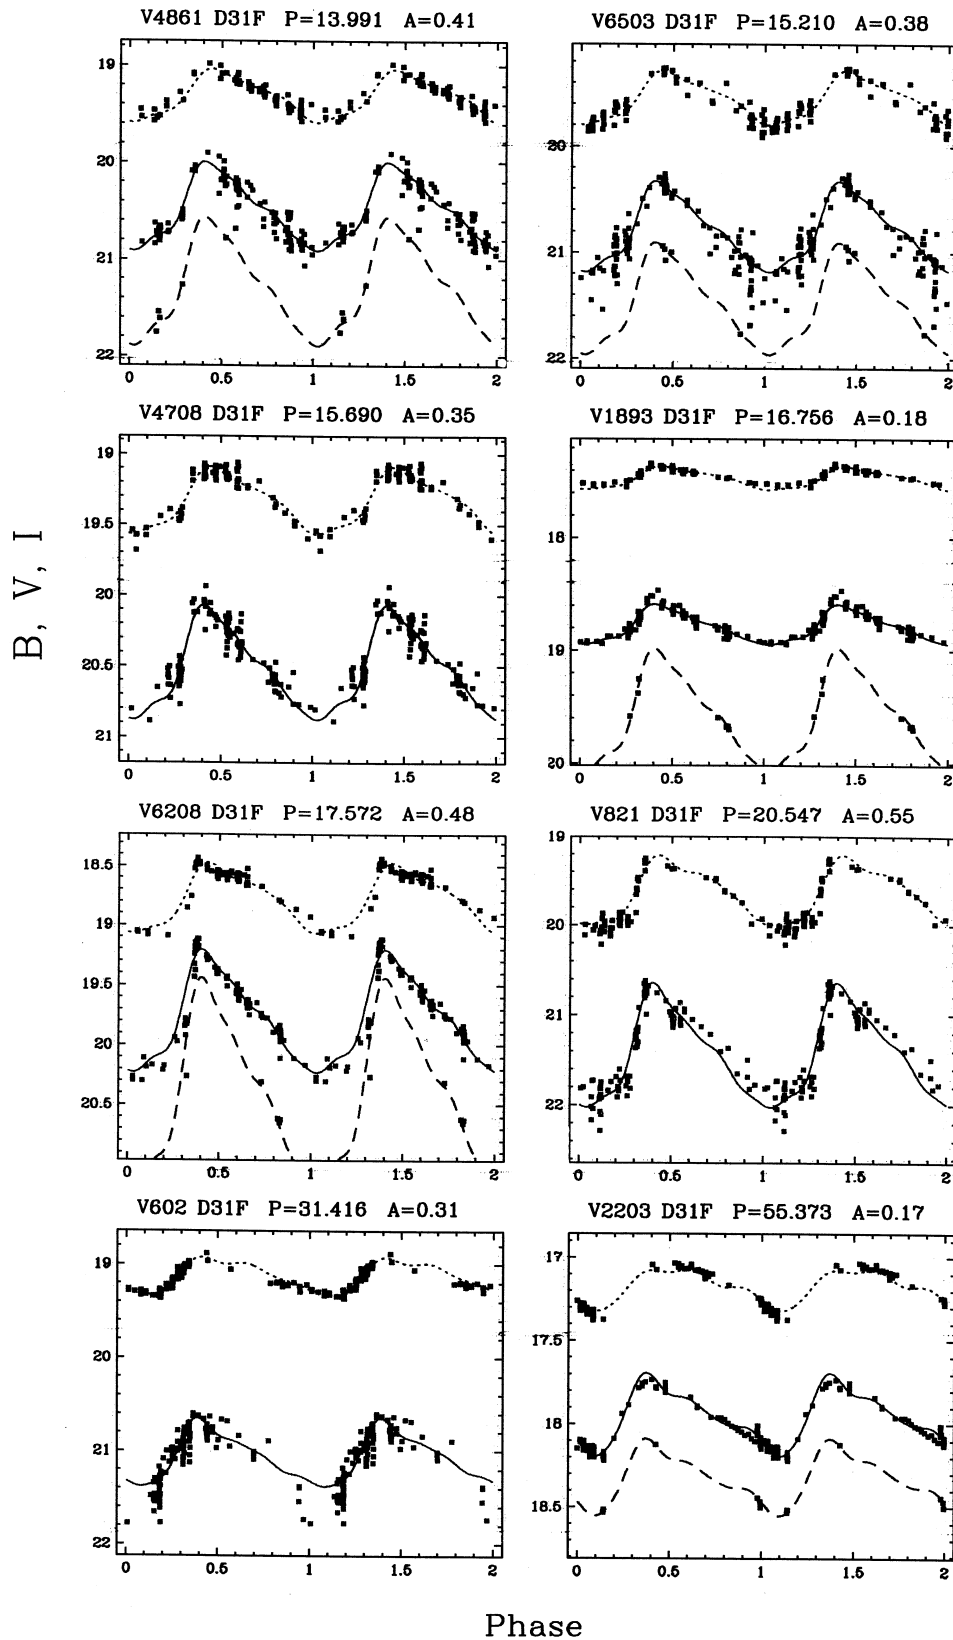 V4861 D31F P=13.991 A=0.41
19
20
21
22
0 0.5 1 1.5 2
V6503 D31F P=15.210 A=0.38
20
21
22
0 0.5 1 1.5 2
V4708 D31F P=15.690 A=0.35
19
19.5
20
20.5
21
0 0.5 1 1.5 2
V1893 D31F P=16.756 A=0.18
18
19
20
0 0.5 1 1.5 2
B, V, I
V6208 D31F P=17.572 A=0.48
18.5
19
19.5
20
20.5
0 0.5 1 1.5 2
V821 D31F P=20.547 A=0.55
19
20
21
22
0 0.5 1 1.5 2
V602 D31F P=31.416 A=0.31
19
20
21
22
0 0.5 1 1.5 2
V2203 D31F P=55.373 A=0.17
17
17.5
18
18.5
0 0.5 1 1.5 2
Phase